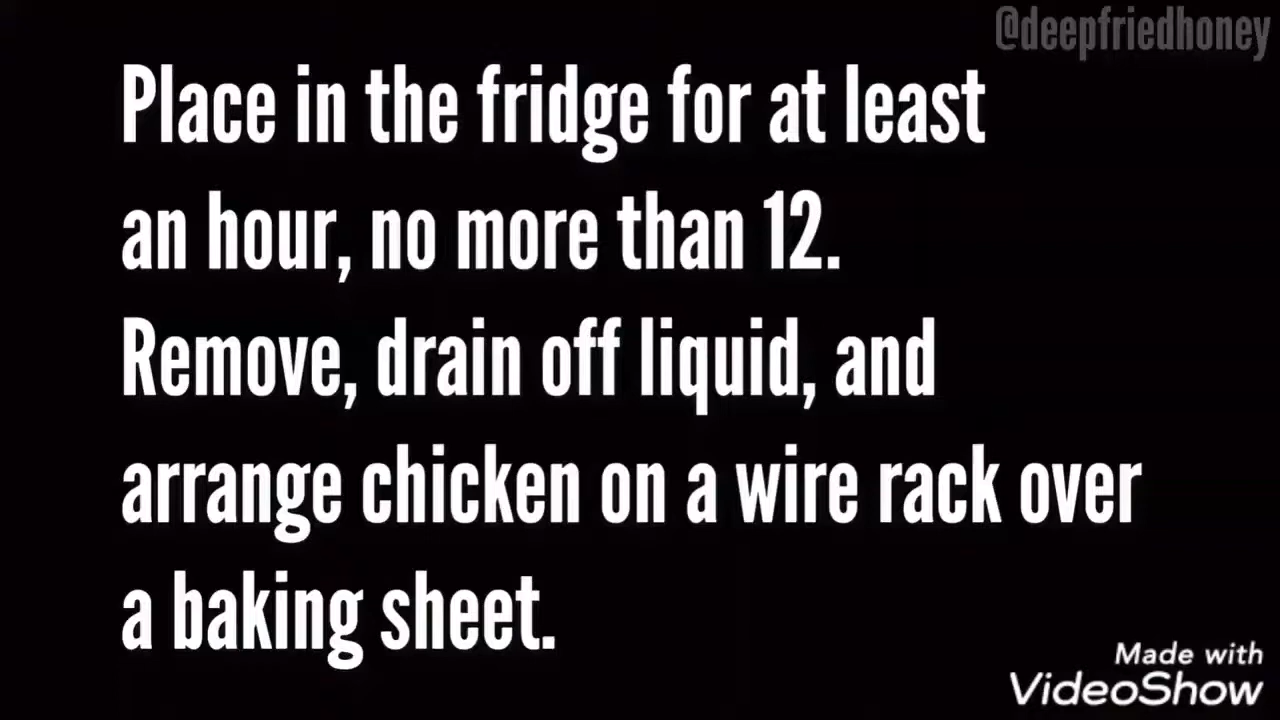 @deepfriedhoney
Place in the fridge for at least
an hour, no more than 12.
Remove, drain off liquid, and
arrange chicken on a wire rack over
a baking sheet.
Made with
VideoShow